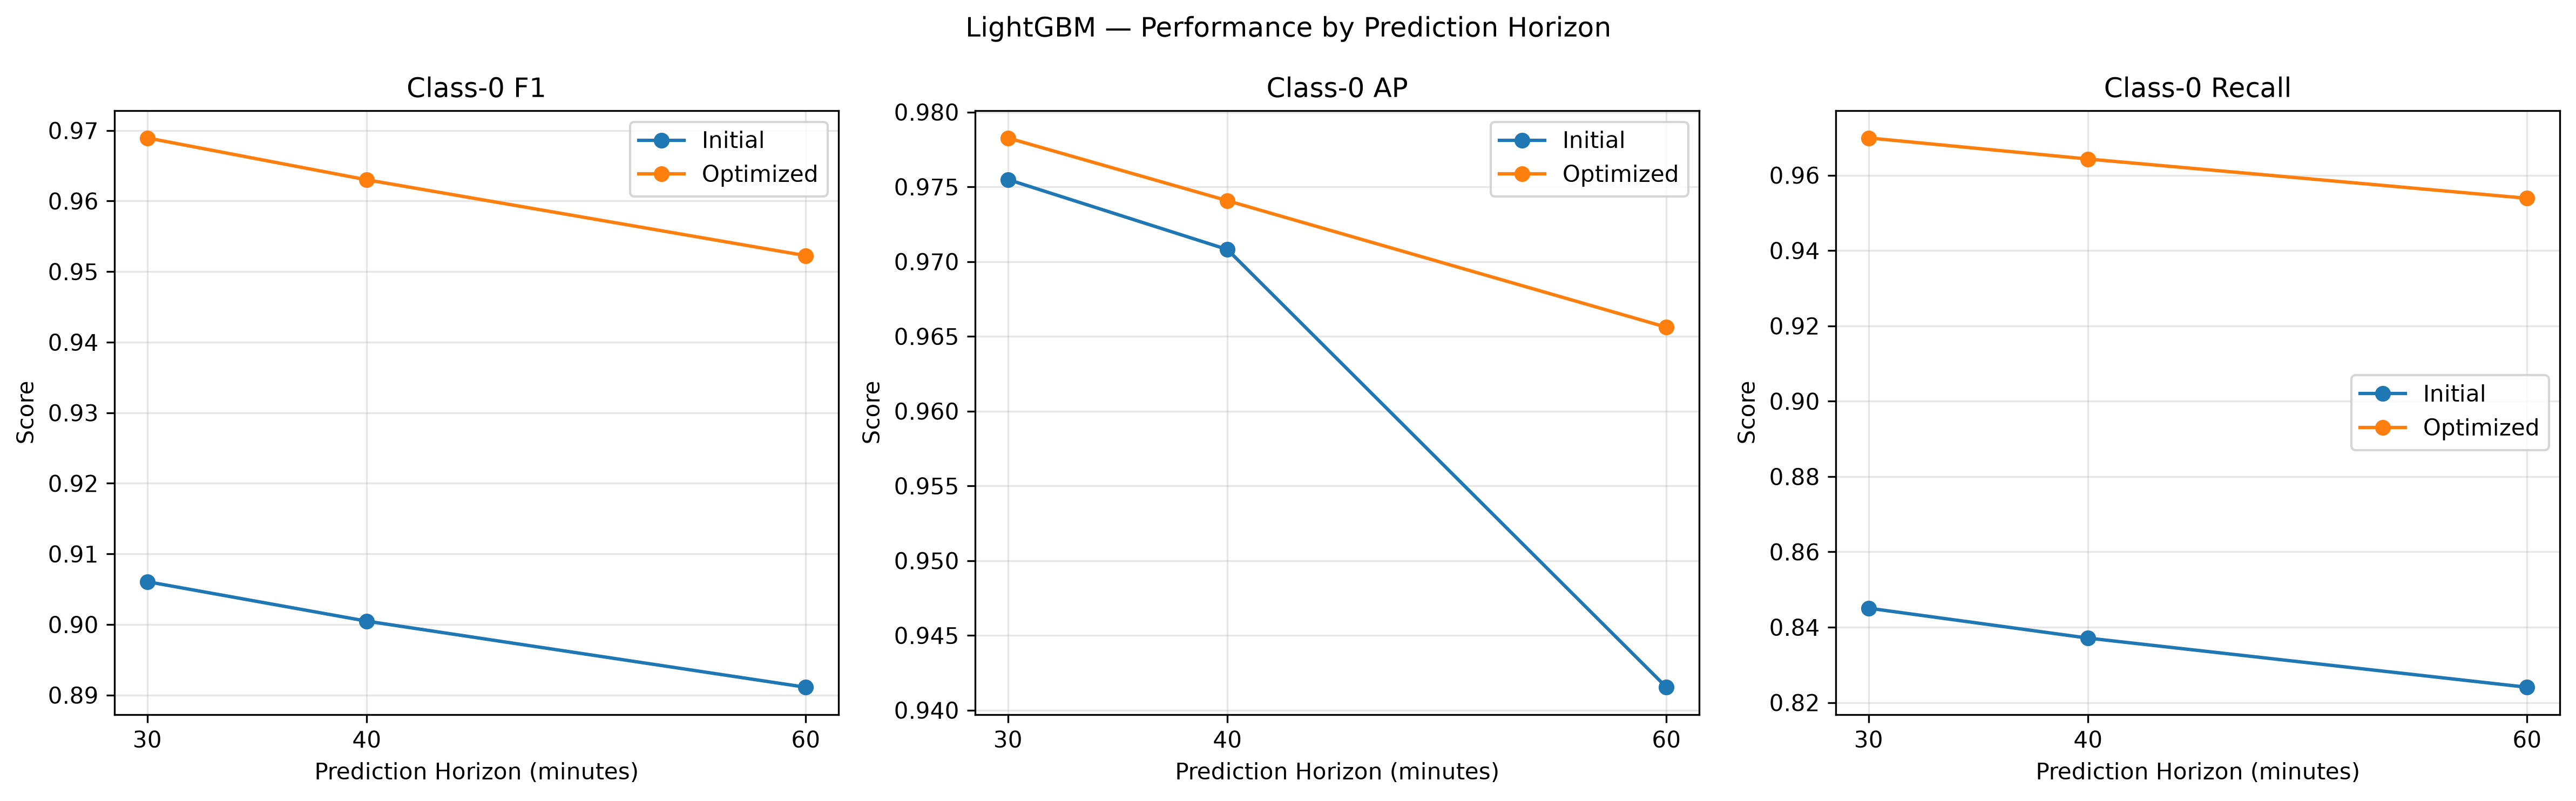 LightGBM — Performance by Prediction Horizon
Class-0 F1
0.97
0.96
0.95
0.94
0.93
0.92
0.91
0.90
0.89
Score
30
40
60
Prediction Horizon (minutes)
Initial
Optimized
Class-0 AP
0.980
0.975
0.970
0.965
0.960
0.955
0.950
0.945
0.940
Score
30
40
60
Prediction Horizon (minutes)
Initial
Optimized
Class-0 Recall
0.96
0.94
0.92
0.90
0.88
0.86
0.84
0.82
Score
30
40
60
Prediction Horizon (minutes)
Initial
Optimized